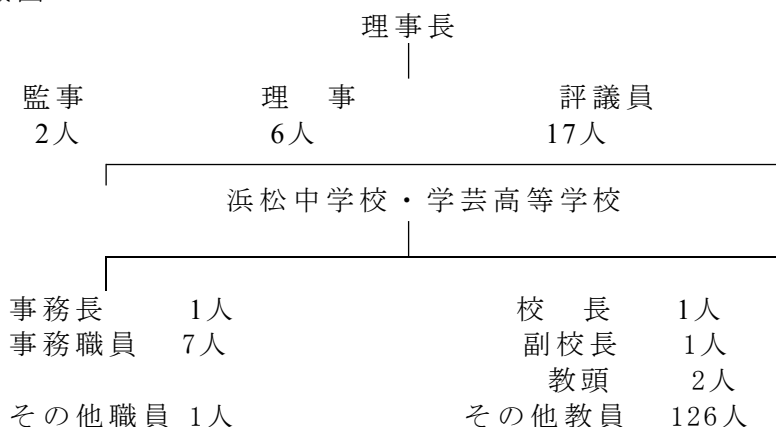 理事長
監事 理 事 評議員
2人 6人 17人
浜松中学校・学芸高等学校
事務長 1人 校 長 1人
事務職員 7人 副校長 1人
教頭 2人
その他職員 1人 その他教員 126人